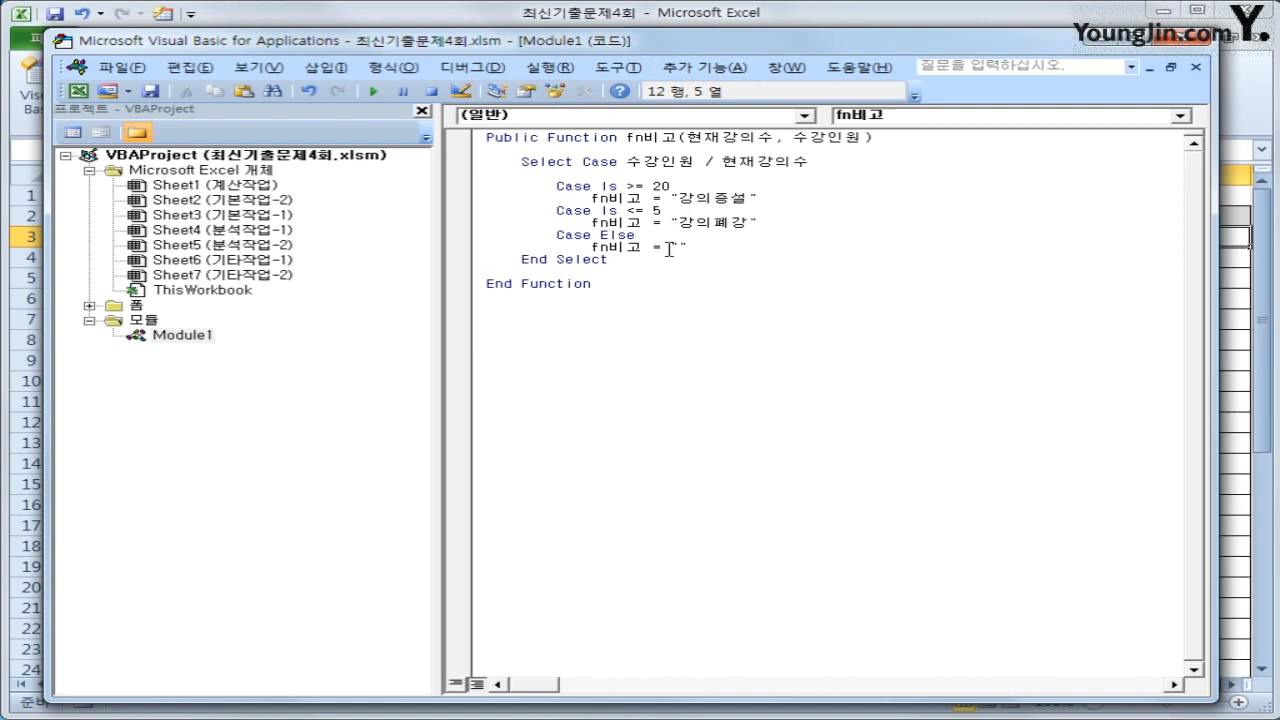 최신기출문제4회 - Microsoft Excel
YoungJin.com Y.
Microsoft Visual Basic for Applications - 최신기출문제4회.xlsm - [Module1 (코드)]
파일(F) 편집(E) 보기(V) 삽입(I) 형식(O) 디버그(D) 실행(R) 도구(T) 추가 기능(A) 창(W) 도움말(H) 질문을 입력하십시오.
12 행, 5 열
프로젝트 - VBAProject
(일반)
fn비고
VBAProject (최신기출문제4회.xlsm)
Microsoft Excel 개체
Sheet1 (계산작업)
Sheet2 (기본작업-2)
Sheet3 (기본작업-1)
Sheet4 (분석작업-1)
Sheet5 (분석작업-2)
Sheet6 (기타작업-1)
Sheet7 (기타작업-2)
ThisWorkbook
폼
모듈
Module1
Public Function fn비고(현재강의수, 수강인원)
Select Case 수강인원 / 현재강의수
Case Is >= 20
fn비고 = "강의증설"
Case Is <= 5
fn비고 = "강의폐강"
Case Else
fn비고 = ""
End Select
End Function
1
2
3
4
5
6
7
8
9
10
11
12
13
14
15
16
17
18
19
20
21
22
23
24